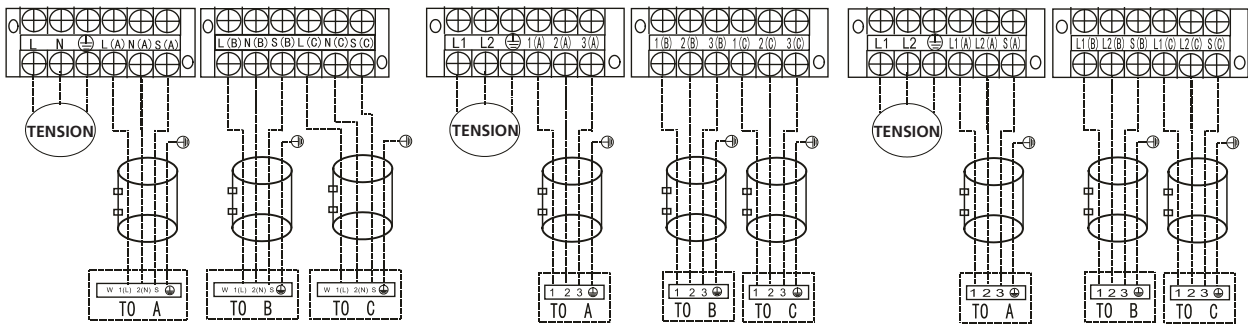 L N L(A) N(A) S(A)
L(B) N(B) S(B) L(C) N(C) S(C)
TENSION
W 1(L) 2(N) S
TO A
W 1(L) 2(N) S
TO B
W 1(L) 2(N) S
TO C
L1 L2 1(A) 2(A) 3(A)
1(B) 2(B) 3(B) 1(C) 2(C) 3(C)
TENSION
1 2 3
TO A
1 2 3
TO B
1 2 3
TO C
L1 L2 L1(A) L2(A) S(A)
L1(B) L2(B) S(B) L1(C) L2(C) S(C)
TENSION
1 2 3
TO A
1 2 3
TO B
1 2 3
TO C